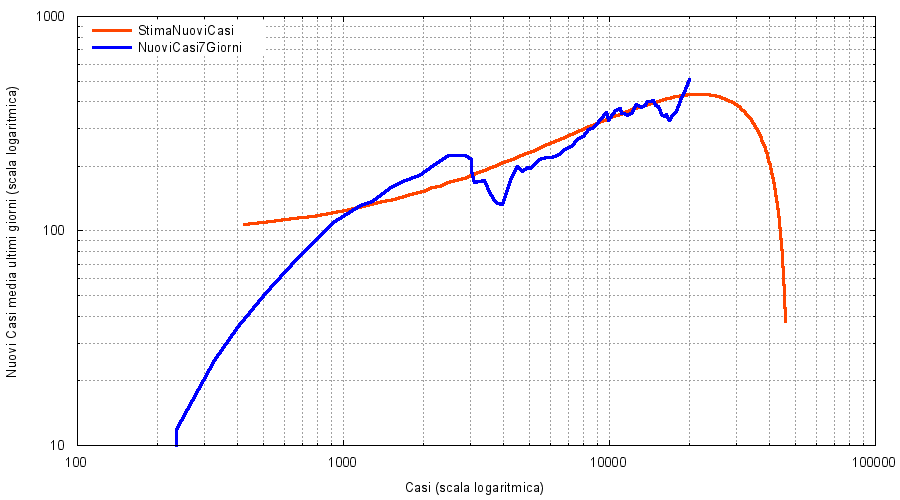 1000
StimaNuoviCasi
NuoviCasi7Giorni
Nuovi Casi media ultimi giorni (scala logaritmica)
100
10
100
1000
10000
100000
Casi (scala logaritmica)